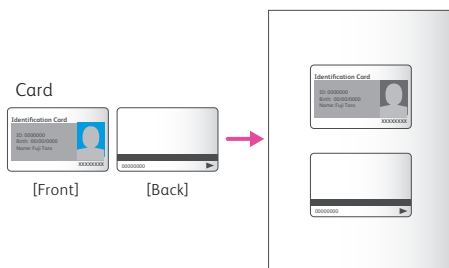 Card
Identification Card
ID: 0000000
Birth: 00/00/0000
Name: Fuji Taro
XXXXXXXX
[Front]
00000000
[Back]
Identification Card
ID: 0000000
Birth: 00/00/0000
Name: Fuji Taro
XXXXXXXX
00000000